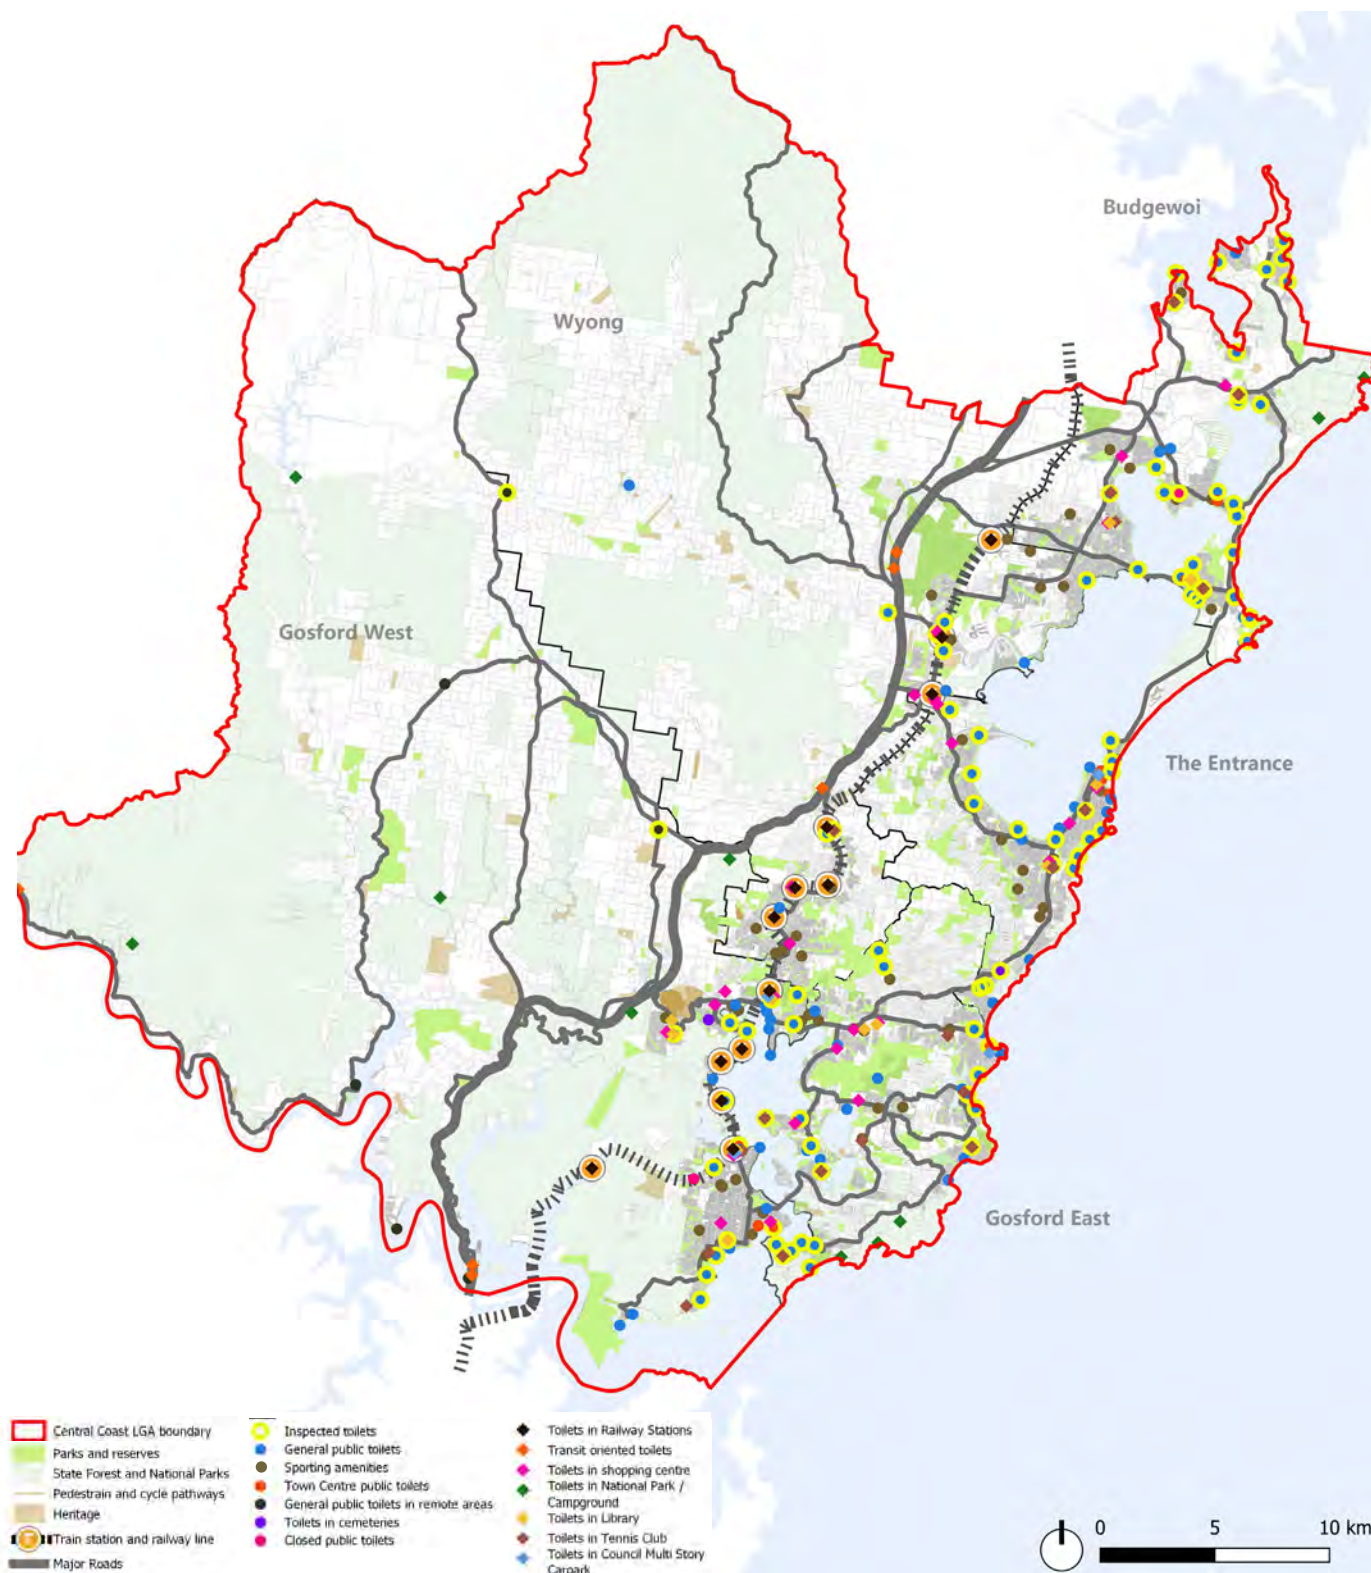 Budgewoi
Wyong
Gosford West
The Entrance
Gosford East
Central Coast LGA boundary
Parks and reserves
State Forest and National Parks
Pedestrain and cycle pathways
Heritage
Train station and railway line
Major Roads
Inspected toilets
General public toilets
Sporting amenities
Town Centre public toilets
General public toilets in remote areas
Toilets in cemeteries
Closed public toilets
Toilets in Railway Stations
Transit oriented toilets
Toilets in shopping centre
Toilets in National Park /
Campground
Toilets in Library
Toilets in Tennis Club
Toilets in Council Multi Story
Carpark
0 5 10 km